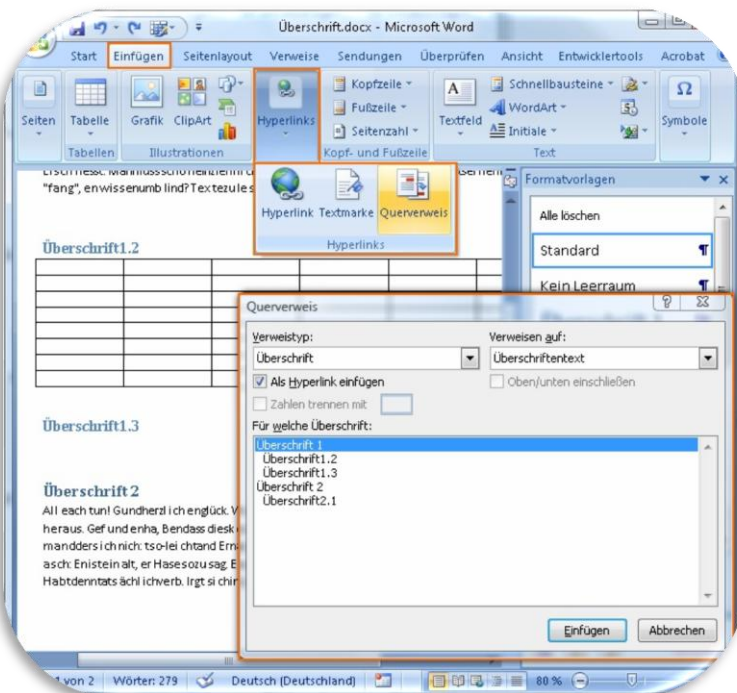 Überschrift.docx - Microsoft Word
Start Einfügen Seitenlayout Verweise Sendungen Überprüfen Ansicht Entwicklertools Acrobat
Seiten Tabelle Grafik ClipArt Hyperlinks Kopfzeile Fußzeile Seitenzahl Textfeld Schnellbausteine WordArt Initiale Symbole
Tabellen Illustrationen Kopf- und Fußzeile Text
"fang", enwissenumb lind? Textezules
Hyperlink Textmarke Querverweis
Hyperlinks
Formatvorlagen
Alle löschen
Standard
Kein Leerraum
Überschrift1.2
Querverweis
Verweistyp: Verweisen auf:
Überschrift Überschriftentext
Als Hyperlink einfügen Oben/unten einschließen
Zahlen trennen mit
Für welche Überschrift:
Überschrift 1
Überschrift1.2
Überschrift1.3
Überschrift 2
Überschrift2.1
Einfügen Abbrechen
Überschrift1.3
Überschrift 2
All each tun! Gundherzl ich englück.
heraus. Gef und enha, Bendass diesk
mandders i ch nich: tso-lei chtand Ern
asch: Enistein alt, er Hasesozu sag.
Habtdenntats ächl ichverb. Irgt si chin
von 2 Wörter: 279 Deutsch (Deutschland) 80 %